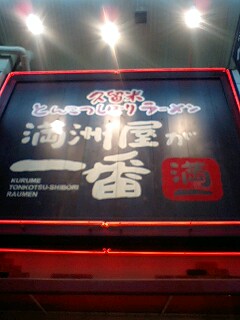 久留米
とんこつしぼりラーメン
満洲屋が
一番
KURUME
TONKOTSU-SHIBORI
RAUMEN
満